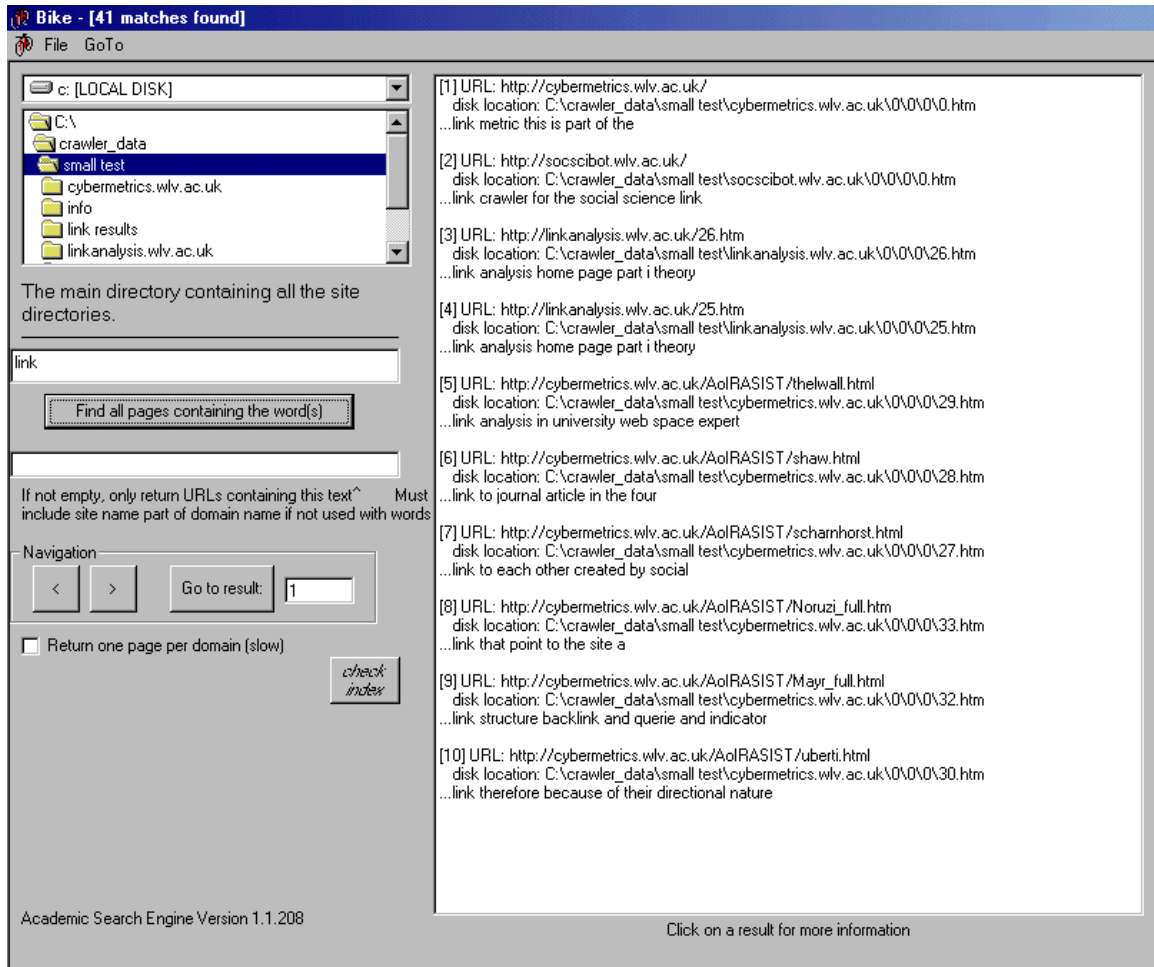 Bike - [41 matches found]
File GoTo
c: [LOCAL DISK]
C:\
crawler_data
small test
cybermetrics.wlv.ac.uk
info
link results
linkanalysis.wlv.ac.uk
The main directory containing all the site
directories.
link
Find all pages containing the word(s)
If not empty, only return URLs containing this text^ Must
include site name part of domain name if not used with words
Navigation
< > Go to result: 1
Return one page per domain (slow)
check
index
Academic Search Engine Version 1.1.208
[1] URL: http://cybermetrics.wlv.ac.uk/
disk location: C:\crawler_data\small test\cybermetrics.wlv.ac.uk\0\0\0\0.htm
...link metric this is part of the
[2] URL: http://socscibot.wlv.ac.uk/
disk location: C:\crawler_data\small test\socscibot.wlv.ac.uk\0\0\0\0.htm
...link crawler for the social science link
[3] URL: http://linkanalysis.wlv.ac.uk/26.htm
disk location: C:\crawler_data\small test\linkanalysis.wlv.ac.uk\0\0\0\26.htm
...link analysis home page part i theory
[4] URL: http://linkanalysis.wlv.ac.uk/25.htm
disk location: C:\crawler_data\small test\linkanalysis.wlv.ac.uk\0\0\0\25.htm
...link analysis home page part i theory
[5] URL: http://cybermetrics.wlv.ac.uk/AoIRASIST/thelwall.html
disk location: C:\crawler_data\small test\cybermetrics.wlv.ac.uk\0\0\0\29.htm
...link analysis in university web space expert
[6] URL: http://cybermetrics.wlv.ac.uk/AoIRASIST/shaw.html
disk location: C:\crawler_data\small test\cybermetrics.wlv.ac.uk\0\0\0\28.htm
...link to journal article in the four
[7] URL: http://cybermetrics.wlv.ac.uk/AoIRASIST/scharnhorst.html
disk location: C:\crawler_data\small test\cybermetrics.wlv.ac.uk\0\0\0\27.htm
...link to each other created by social
[8] URL: http://cybermetrics.wlv.ac.uk/AoIRASIST/Noruzi_full.htm
disk location: C:\crawler_data\small test\cybermetrics.wlv.ac.uk\0\0\0\33.htm
...link that point to the site a
[9] URL: http://cybermetrics.wlv.ac.uk/AoIRASIST/Mayr_full.html
disk location: C:\crawler_data\small test\cybermetrics.wlv.ac.uk\0\0\0\32.htm
...link structure backlink and querie and indicator
[10] URL: http://cybermetrics.wlv.ac.uk/AoIRASIST/uberti.html
disk location: C:\crawler_data\small test\cybermetrics.wlv.ac.uk\0\0\0\30.htm
...link therefore because of their directional nature
Click on a result for more information